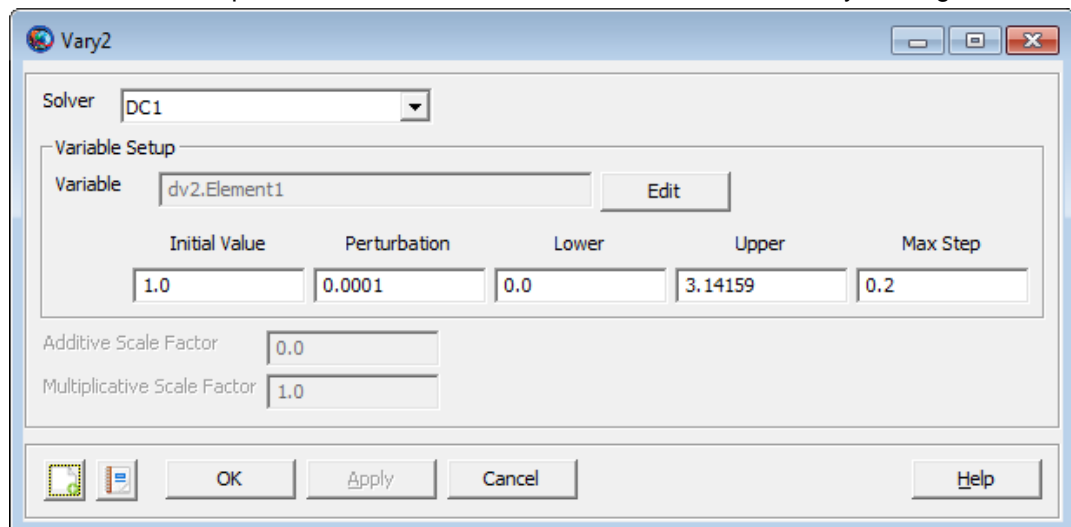 Vary2
Solver DC1
Variable Setup
Variable dv2.Element1 Edit
Initial Value Perturbation Lower Upper Max Step
1.0 0.0001 0.0 3.14159 0.2
Additive Scale Factor 0.0
Multiplicative Scale Factor 1.0
OK Apply Cancel Help